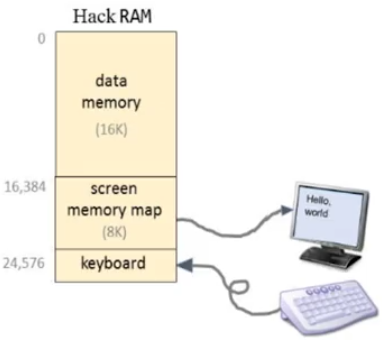 Hack RAM
0
data
memory
(16K)
16,384
screen
memory map
(8K)
24,576
keyboard
Hello,
world